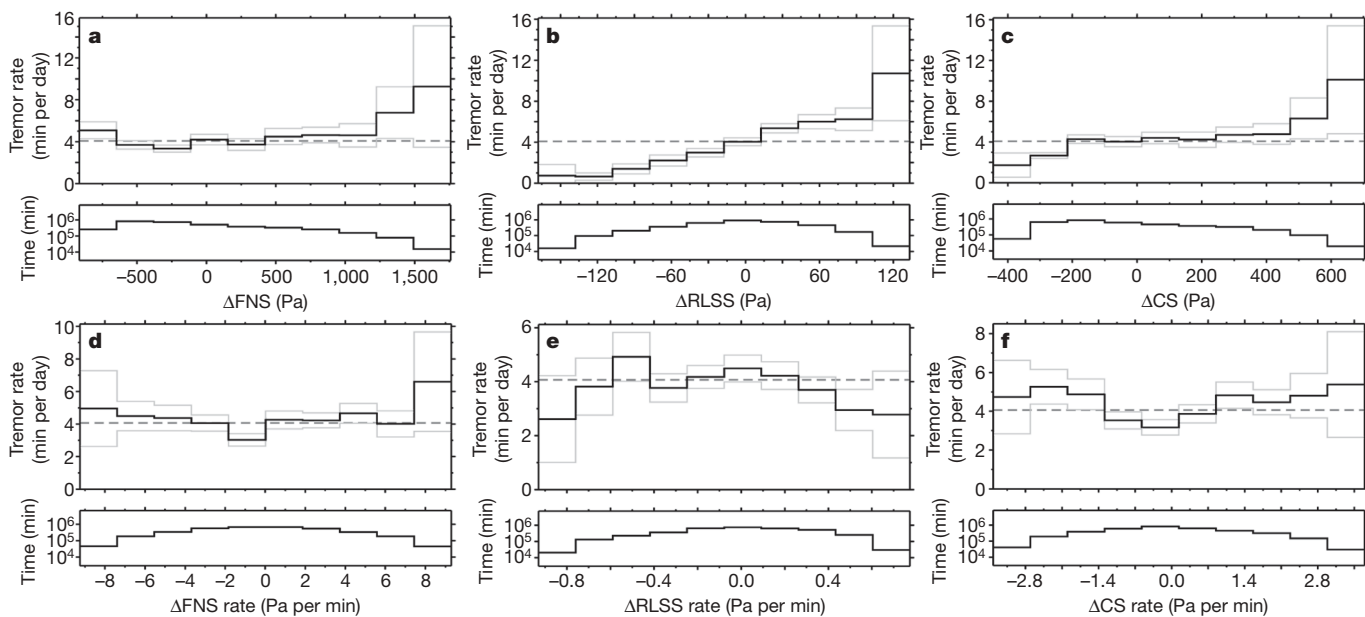 a
Tremor rate
(min per day)
16
12
8
4
0
Time (min)
10⁶
10⁵
10⁴
−500 0 500 1,000 1,500
ΔFNS (Pa)
b
Tremor rate
(min per day)
16
12
8
4
0
Time (min)
10⁶
10⁵
10⁴
−120 −60 0 60 120
ΔRLSS (Pa)
c
Tremor rate
(min per day)
16
12
8
4
0
Time (min)
10⁶
10⁵
10⁴
−400 −200 0 200 400 600
ΔCS (Pa)
d
Tremor rate
(min per day)
10
8
6
4
2
0
Time (min)
10⁶
10⁵
10⁴
−8 −6 −4 −2 0 2 4 6 8
ΔFNS rate (Pa per min)
e
Tremor rate
(min per day)
6
4
2
0
Time (min)
10⁶
10⁵
10⁴
−0.8 −0.4 0.0 0.4
ΔRLSS rate (Pa per min)
f
Tremor rate
(min per day)
8
6
4
2
0
Time (min)
10⁶
10⁵
10⁴
−2.8 −1.4 0.0 1.4 2.8
ΔCS rate (Pa per min)